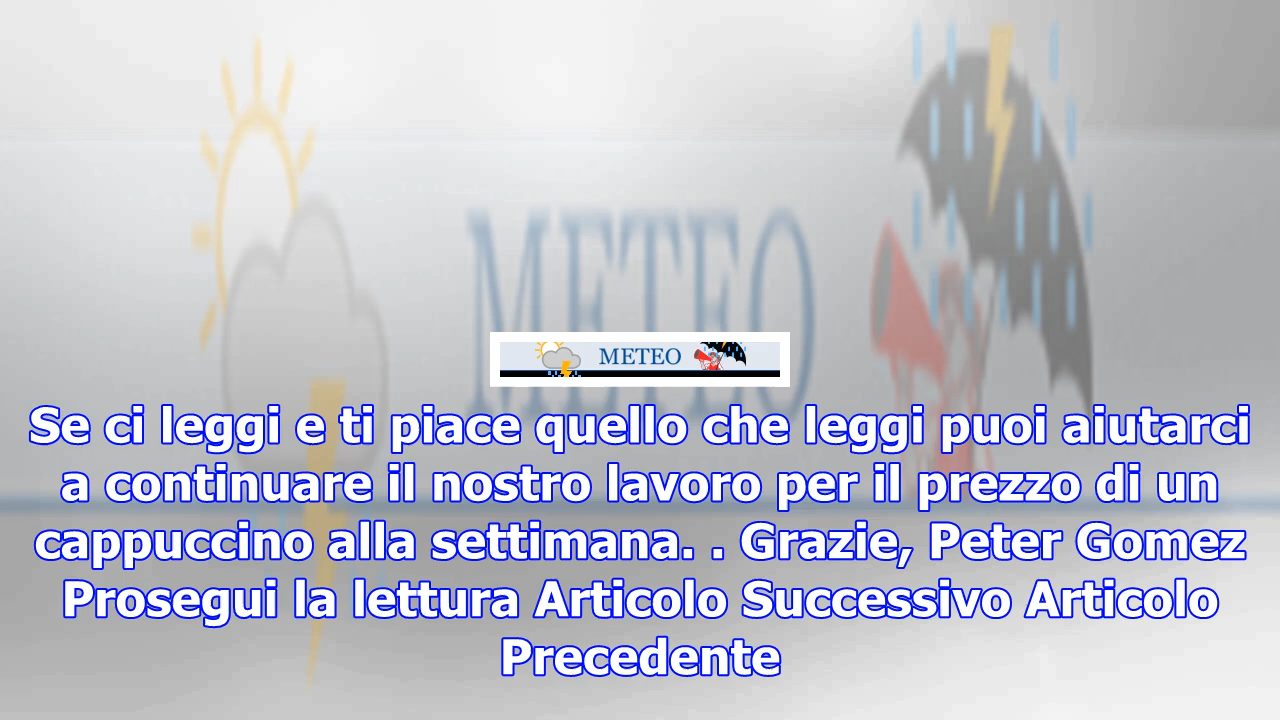 METEO
METEO
Se ci leggi e ti piace quello che leggi puoi aiutarci
a continuare il nostro lavoro per il prezzo di un
cappuccino alla settimana. . Grazie, Peter Gomez
Prosegui la lettura Articolo Successivo Articolo
Precedente